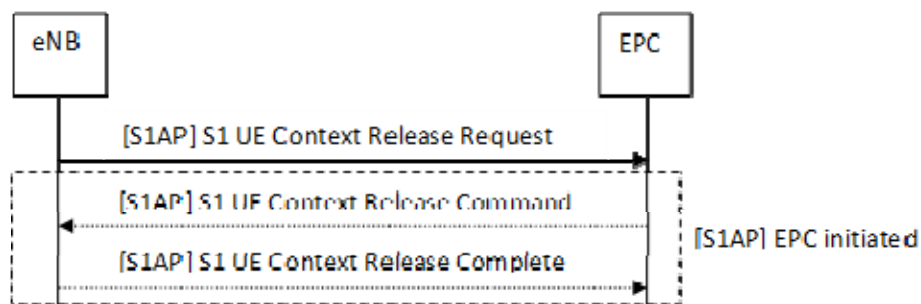 eNB
EPC
[S1AP] S1 UE Context Release Request
[S1AP] S1 UE Context Release Command
[S1AP] EPC initiated
[S1AP] S1 UE Context Release Complete